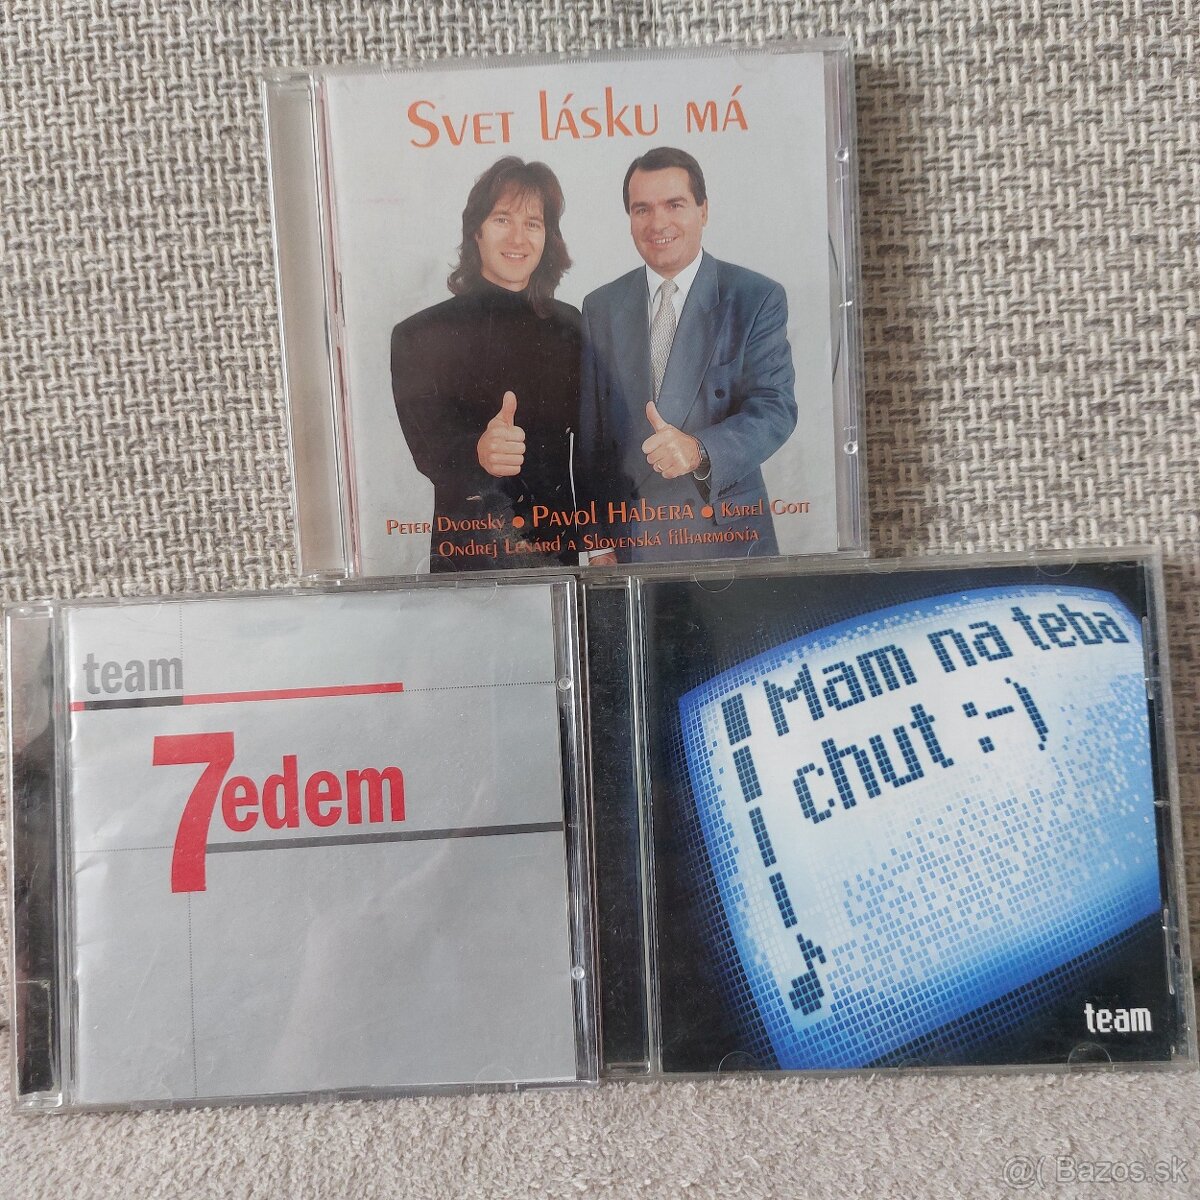 SVET LÁSKU MÁ
PETER DVORSKÝ ● PAVOL HABERA ● KAREL GOTT
ONDREJ LENÁRD A SLOVENSKÁ FILHARMÓNIA
team
7edem
Mam na teba
chut :-)
team
@( Bazos.sk